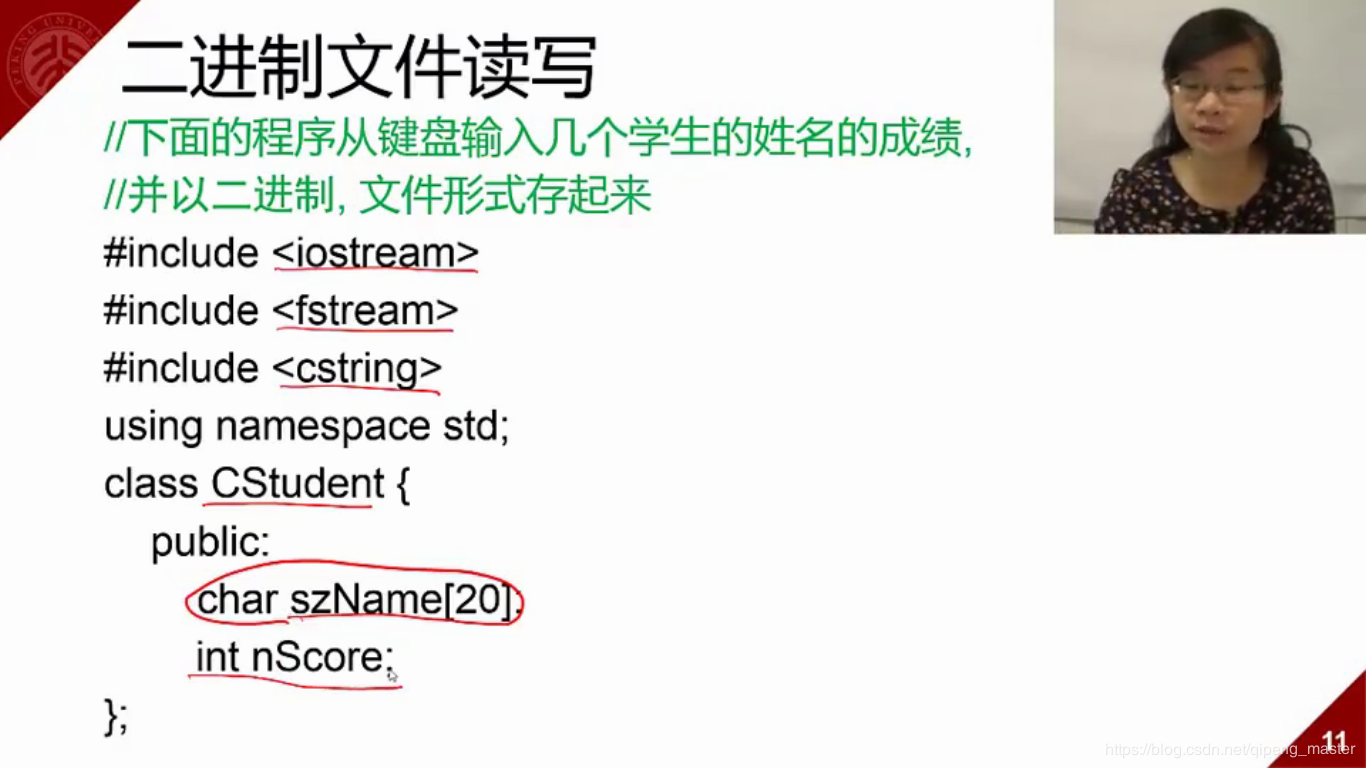 二进制文件读写
//下面的程序从键盘输入几个学生的姓名的成绩,
//并以二进制, 文件形式存起来
#include <iostream>
#include <fstream>
#include <cstring>
using namespace std;
class CStudent {
public:
char szName[20];
int nScore;
};
11
https://blog.csdn.net/qipeng_master